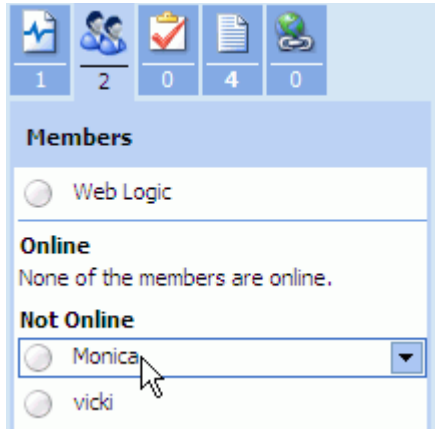 1 2 0 4 0
Members
Web Logic
Online
None of the members are online.
Not Online
Monica
vicki